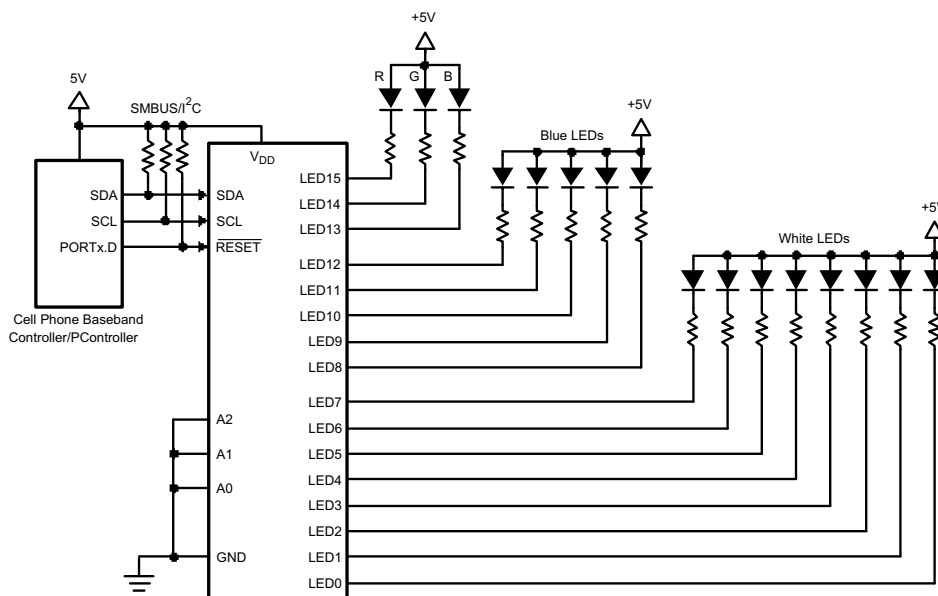 +5V
R G B
5V
SMBUS/I²C
+5V
Blue LEDs
V_DD
LED15
SDA SDA
LED14
SCL SCL
LED13
PORTx.D RESET
+5V
White LEDs
LED12
LED11
LED10
Cell Phone Baseband
Controller/PController
LED9
LED8
LED7
A2
LED6
A1
LED5
LED4
A0
LED3
LED2
GND
LED1
LED0